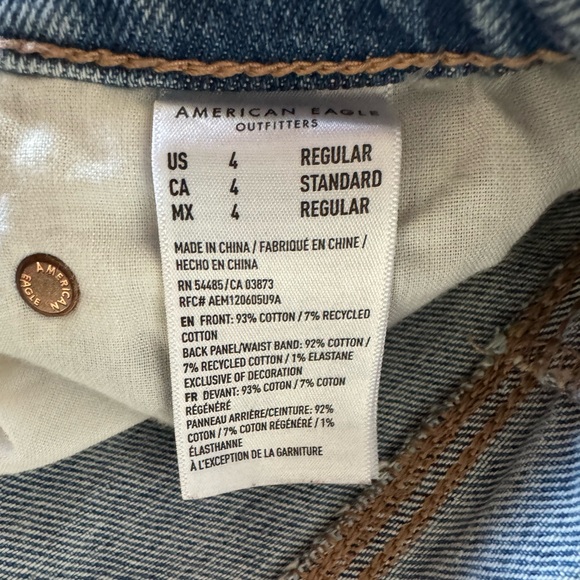 AMERICAN EAGLE
OUTFITTERS
US 4 REGULAR
CA 4 STANDARD
MX 4 REGULAR
MADE IN CHINA / FABRIQUÉ EN CHINE /
HECHO EN CHINA
RN 54485/CA 03873
RFC# AEM120605U9A
EN FRONT: 93% COTTON / 7% RECYCLED
COTTON
BACK PANEL/WAIST BAND: 92% COTTON /
7% RECYCLED COTTON / 1% ELASTANE
EXCLUSIVE OF DECORATION
FR DEVANT: 93% COTON / 7% COTON
RÉGÉNÉRÉ
PANNEAU ARRIÈRE/CEINTURE: 92%
COTON / 7% COTON RÉGÉNÉRÉ / 1%
ÉLASTHANNE
À L'EXCEPTION DE LA GARNITURE
AMERICAN
EAGLE